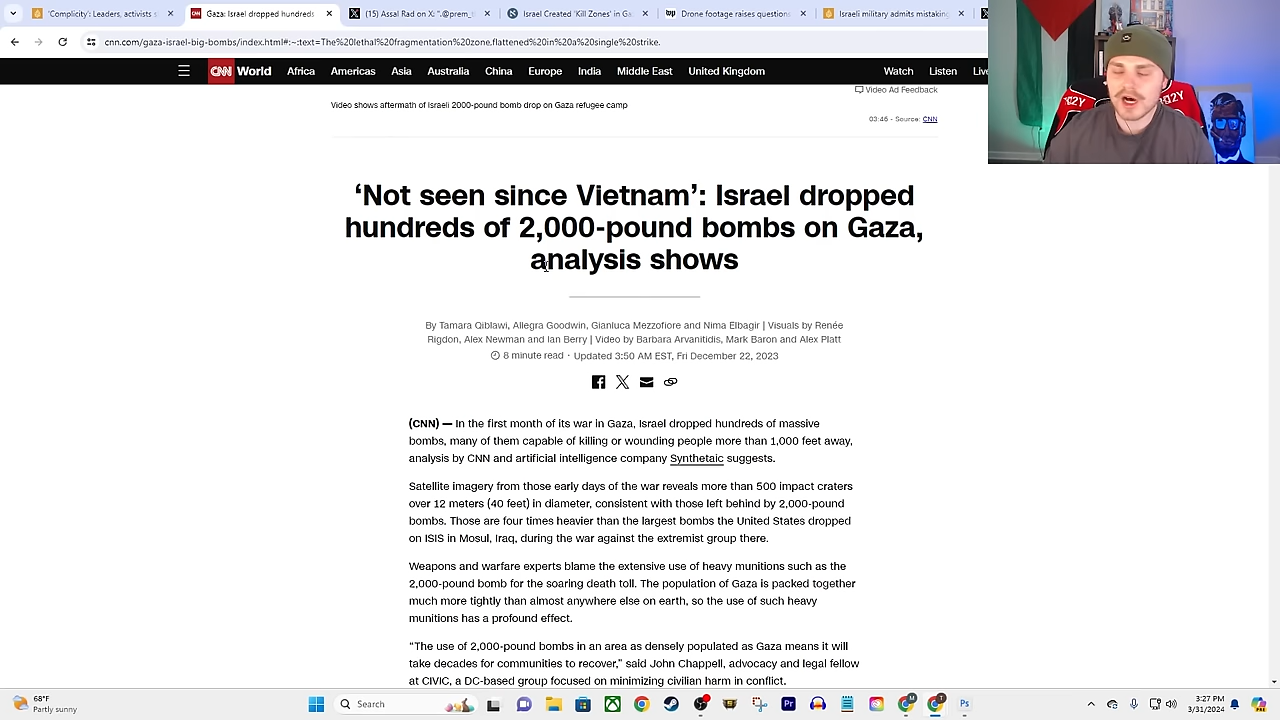 "Complicity's Leaders, activists s
Gaza: Israel dropped hundreds
(15) Assal Rad on X: ".@prem_
Israel Created 'Kill Zones' i
Drone footage raises questions
Israeli military admits mistaking
cnn.com/gaza-israel-big-bombs/index.html#:~:text=The%20lethal%20fragmentation%20zone,flattened%20in%20a%20single%20strike.
CNN World Africa Americas Asia Australia China Europe India Middle East United Kingdom Watch Listen Live
Video Ad Feedback
Video shows aftermath of Israeli 2000-pound bomb drop on Gaza refugee camp
03:46 - Source: CNN
‘Not seen since Vietnam’: Israel dropped
hundreds of 2,000-pound bombs on Gaza,
analysis shows
By Tamara Qiblawi, Allegra Goodwin, Gianluca Mezzofiore and Nima Elbagir | Visuals by Renée
Rigdon, Alex Newman and Ian Berry | Video by Barbara Arvanitidis, Mark Baron and Alex Platt
8 minute read · Updated 3:50 AM EST, Fri December 22, 2023
(CNN) — In the first month of its war in Gaza, Israel dropped hundreds of massive
bombs, many of them capable of killing or wounding people more than 1,000 feet away,
analysis by CNN and artificial intelligence company Synthetaic suggests.
Satellite imagery from those early days of the war reveals more than 500 impact craters
over 12 meters (40 feet) in diameter, consistent with those left behind by 2,000-pound
bombs. Those are four times heavier than the largest bombs the United States dropped
on ISIS in Mosul, Iraq, during the war against the extremist group there.
Weapons and warfare experts blame the extensive use of heavy munitions such as the
2,000-pound bomb for the soaring death toll. The population of Gaza is packed together
much more tightly than almost anywhere else on earth, so the use of such heavy
munitions has a profound effect.
“The use of 2,000-pound bombs in an area as densely populated as Gaza means it will
take decades for communities to recover,” said John Chappell, advocacy and legal fellow
at CIVIC, a DC-based group focused on minimizing civilian harm in conflict.
68°F
Partly sunny
Search
3:27 PM
3/31/2024